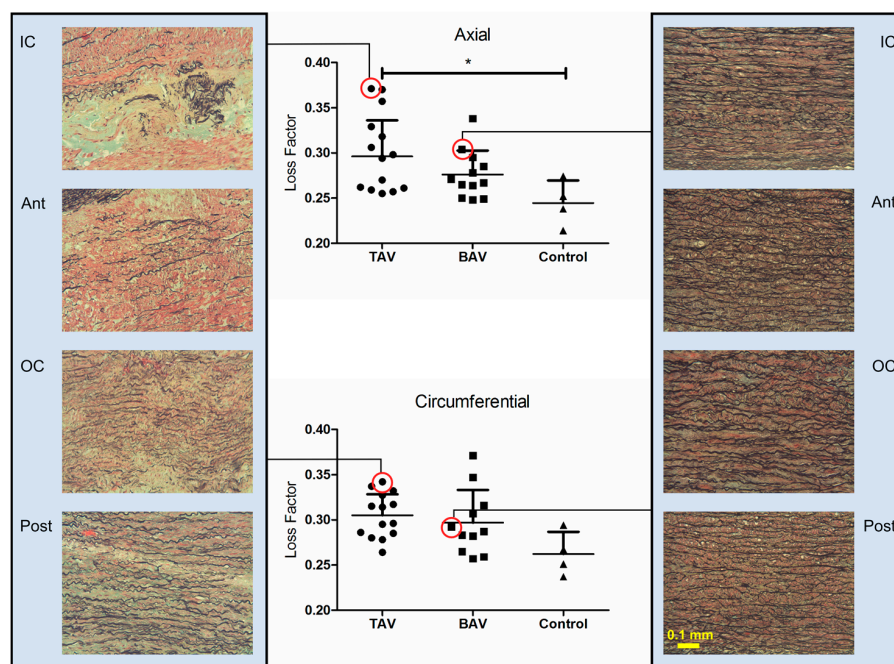 IC
Ant
OC
Post
Axial
*
Loss Factor
0.40
0.35
0.30
0.25
0.20
TAV
BAV
Control
Circumferential
Loss Factor
0.40
0.35
0.30
0.25
0.20
TAV
BAV
Control
IC
Ant
OC
Post
0.1 mm